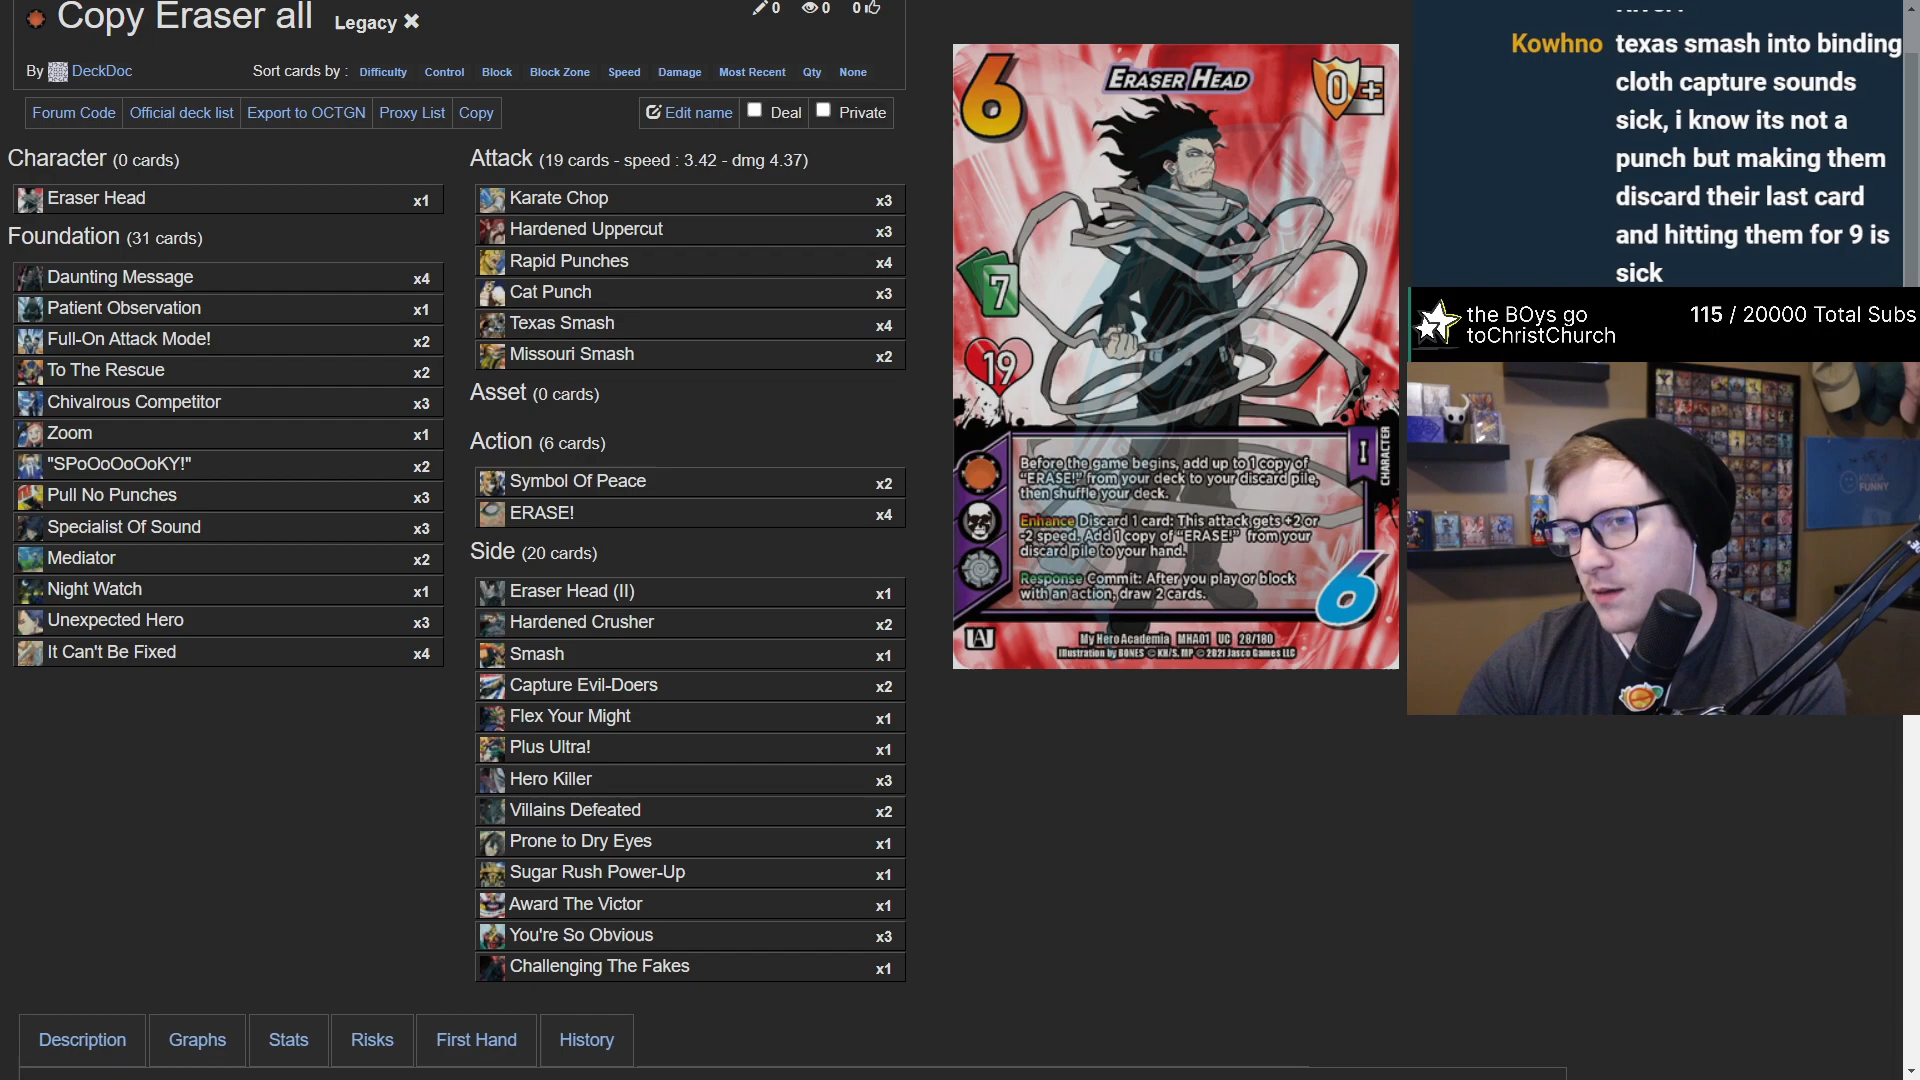 Copy Eraser all Legacy
0 0 0
By DeckDoc
Sort cards by : Difficulty Control Block Block Zone Speed Damage Most Recent Qty None
Forum Code Official deck list Export to OCTGN Proxy List Copy
Edit name Deal Private
Character (0 cards)
Eraser Head x1
Foundation (31 cards)
Daunting Message x4
Patient Observation x1
Full-On Attack Mode! x2
To The Rescue x2
Chivalrous Competitor x3
Zoom x1
"SPoOoOoOoKY!" x2
Pull No Punches x3
Specialist Of Sound x3
Mediator x2
Night Watch x1
Unexpected Hero x3
It Can't Be Fixed x4
Attack (19 cards - speed : 3.42 - dmg 4.37)
Karate Chop x3
Hardened Uppercut x3
Rapid Punches x4
Cat Punch x3
Texas Smash x4
Missouri Smash x2
Asset (0 cards)
Action (6 cards)
Symbol Of Peace x2
ERASE! x4
Side (20 cards)
Eraser Head (II) x1
Hardened Crusher x2
Smash x1
Capture Evil-Doers x2
Flex Your Might x1
Plus Ultra! x1
Hero Killer x3
Villains Defeated x2
Prone to Dry Eyes x1
Sugar Rush Power-Up x1
Award The Victor x1
You're So Obvious x3
Challenging The Fakes x1
Description Graphs Stats Risks First Hand History
6 ERASER HEAD 0+
7
19
I CHARACTER
Before the game begins, add up to 1 copy of
"ERASE!" from your deck to your discard pile,
then shuffle your deck.
Enhance Discard 1 card: This attack gets +2 or
-2 speed. Add 1 copy of "ERASE!" from your
discard pile to your hand.
Response Commit: After you play or block
with an action, draw 2 cards.
6
My Hero Academia MHA01 UC 28/180
Illustration by BONES © KH/S, MP © 2021 Jasco Games LLC
Kowhno texas smash into binding
cloth capture sounds
sick, i know its not a
punch but making them
discard their last card
and hitting them for 9 is
sick
the BOys go
toChristChurch
115 / 20000 Total Subs
FUNNY